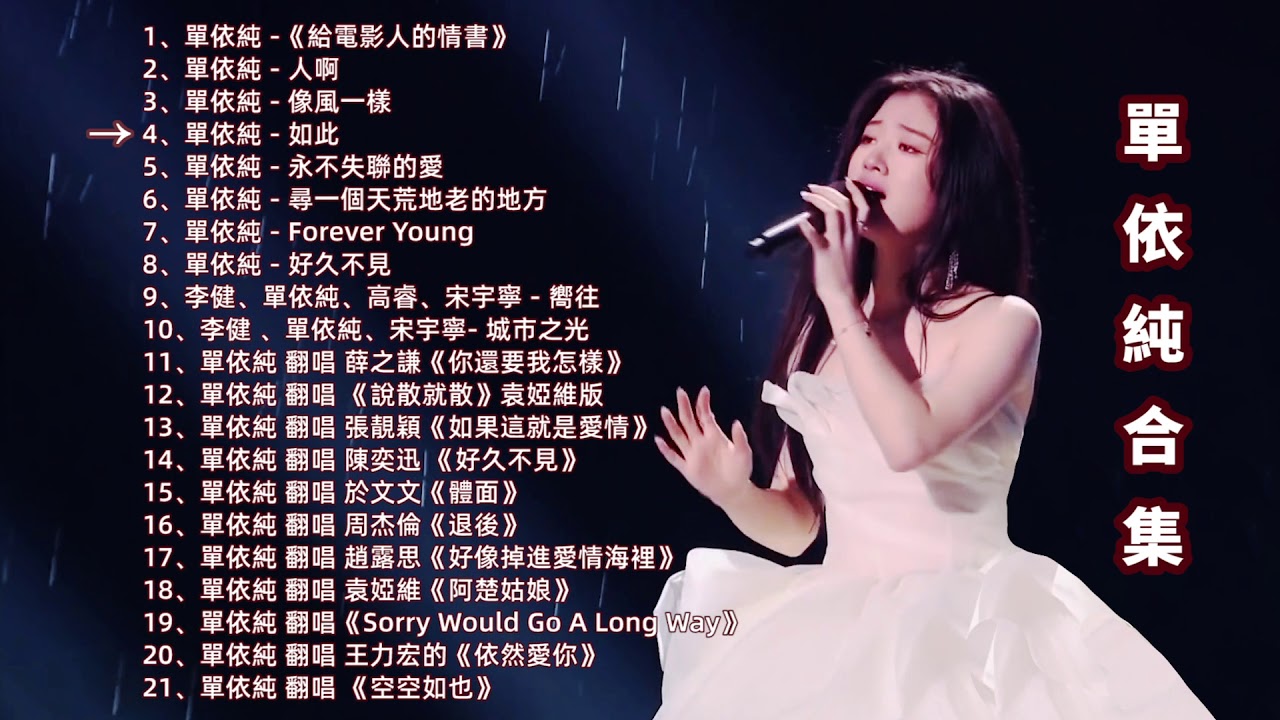 1、單依純 -《給電影人的情書》
2、單依純 - 人啊
3、單依純 - 像風一樣
→ 4、單依純 - 如此
5、單依純 - 永不失聯的愛
6、單依純 - 尋一個天荒地老的地方
7、單依純 - Forever Young
8、單依純 - 好久不見
9、李健、單依純、高睿、宋宇寧 - 嚮往
10、李健 、單依純、宋宇寧- 城市之光
11、單依純 翻唱 薛之謙《你還要我怎樣》
12、單依純 翻唱 《說散就散》袁婭維版
13、單依純 翻唱 張靚穎《如果這就是愛情》
14、單依純 翻唱 陳奕迅 《好久不見》
15、單依純 翻唱 於文文《體面》
16、單依純 翻唱 周杰倫《退後》
17、單依純 翻唱 趙露思《好像掉進愛情海裡》
18、單依純 翻唱 袁婭維《阿楚姑娘》
19、單依純 翻唱《Sorry Would Go A Long Way》
20、單依純 翻唱 王力宏的《依然愛你》
21、單依純 翻唱 《空空如也》
單依純合集